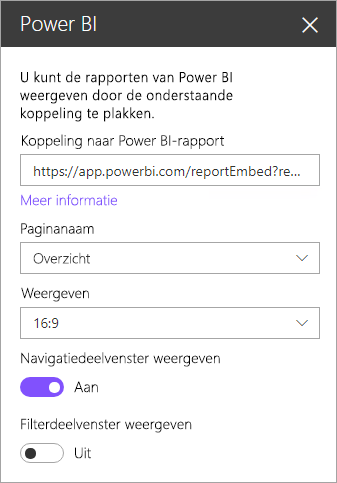 Power BI
U kunt de rapporten van Power BI
weergeven door de onderstaande
koppeling te plakken.
Koppeling naar Power BI-rapport
https://app.powerbi.com/reportEmbed?re...
Meer informatie
Paginanaam
Overzicht
Weergeven
16:9
Navigatiedeelvenster weergeven
Aan
Filterdeelvenster weergeven
Uit